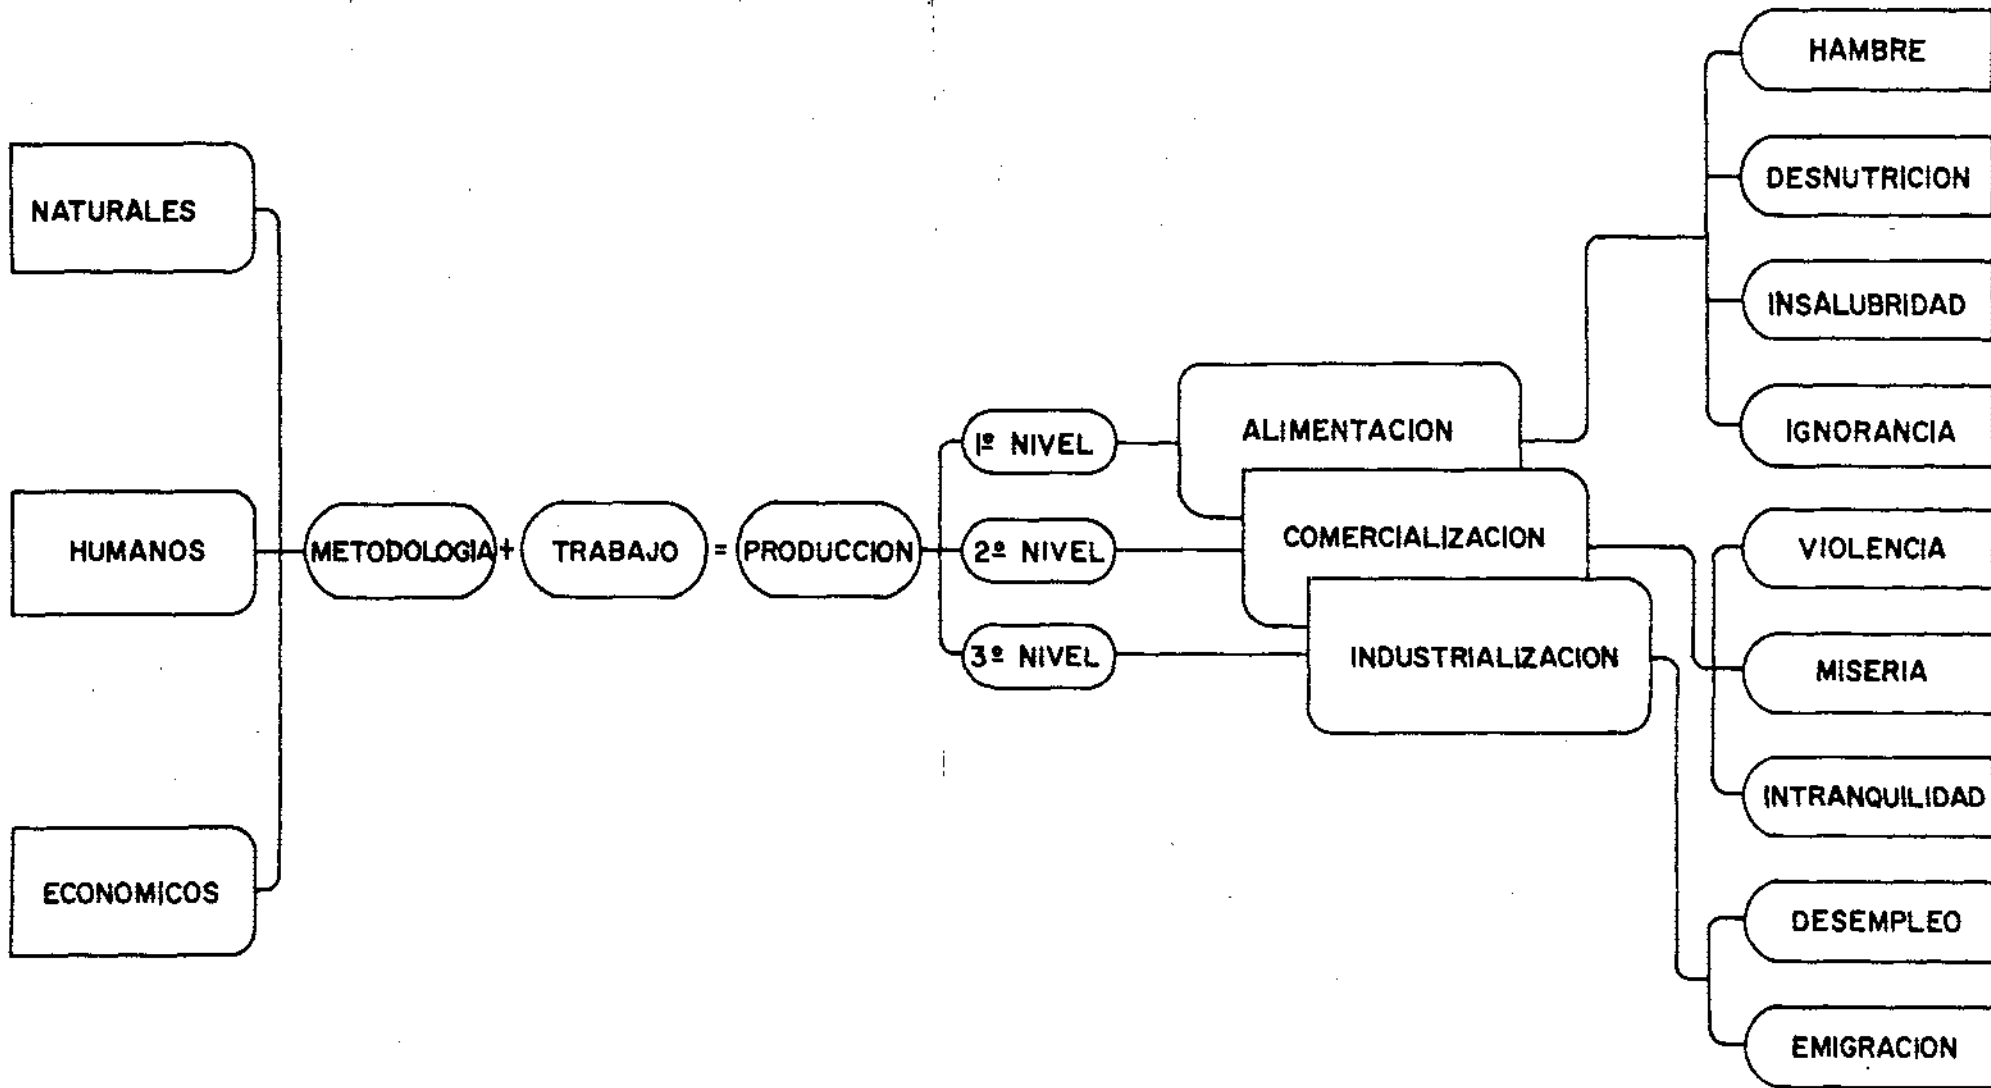 NATURALES
HUMANOS
ECONOMICOS
METODOLOGIA + TRABAJO = PRODUCCION
1º NIVEL
2º NIVEL
3º NIVEL
ALIMENTACION
COMERCIALIZACION
INDUSTRIALIZACION
HAMBRE
DESNUTRICION
INSALUBRIDAD
IGNORANCIA
VIOLENCIA
MISERIA
INTRANQUILIDAD
DESEMPLEO
EMIGRACION